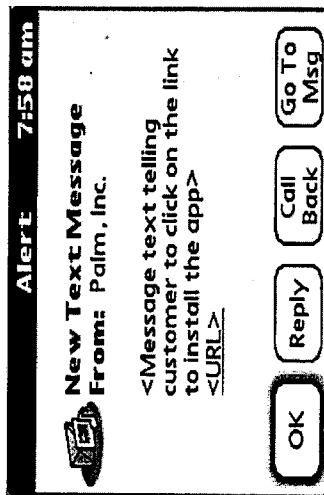 Alert 7:58 am
New Text Message
From: Palm, Inc.
<Message text telling
customer to click on the link
to install the app>
<URL>
OK
Reply
Call
Back
Go To
Msg